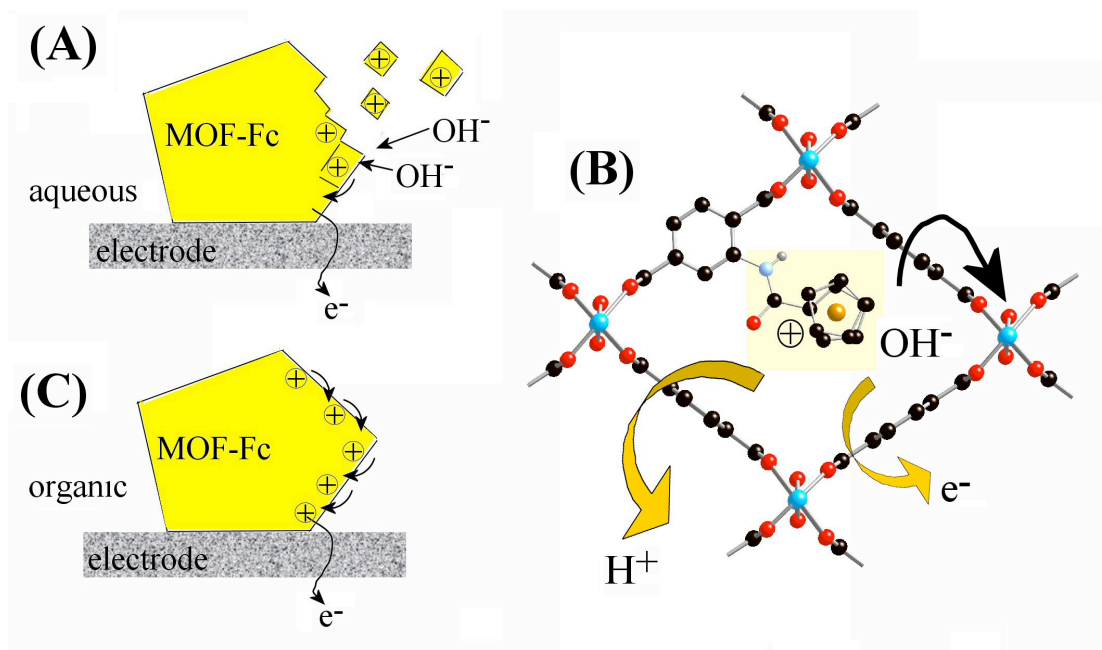 (A)
MOF-Fc
OH-
OH-
aqueous
electrode
e-
(B)
OH-
e-
H+
(C)
MOF-Fc
organic
electrode
e-